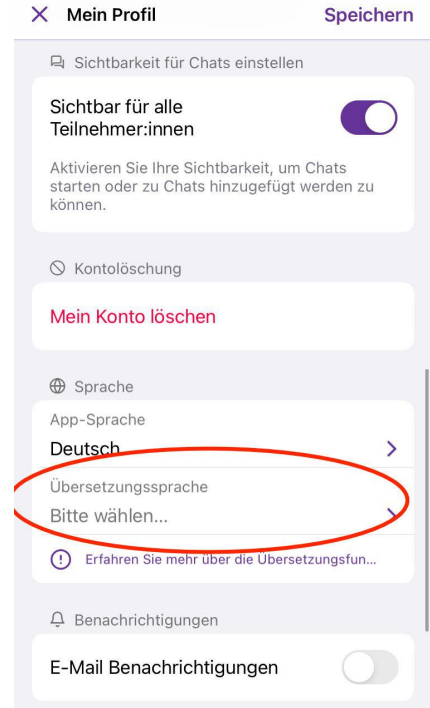 Mein Profil
Speichern
Sichtbarkeit für Chats einstellen
Sichtbar für alle
Teilnehmer:innen
Aktivieren Sie Ihre Sichtbarkeit, um Chats
starten oder zu Chats hinzugefügt werden zu
können.
Kontolöschung
Mein Konto löschen
Sprache
App-Sprache
Deutsch
Übersetzungssprache
Bitte wählen...
Erfahren Sie mehr über die Übersetzungsfun...
Benachrichtigungen
E-Mail Benachrichtigungen